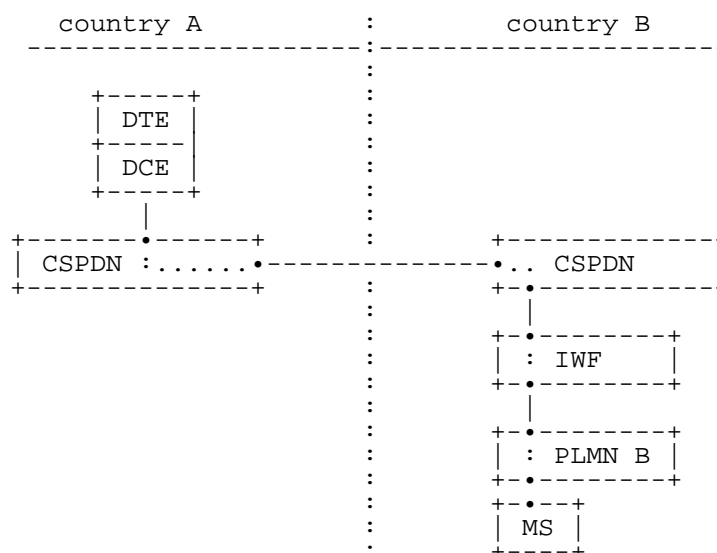 country A : country B
DTE
DCE
CSPDN CSPDN
IWF
PLMN B
MS